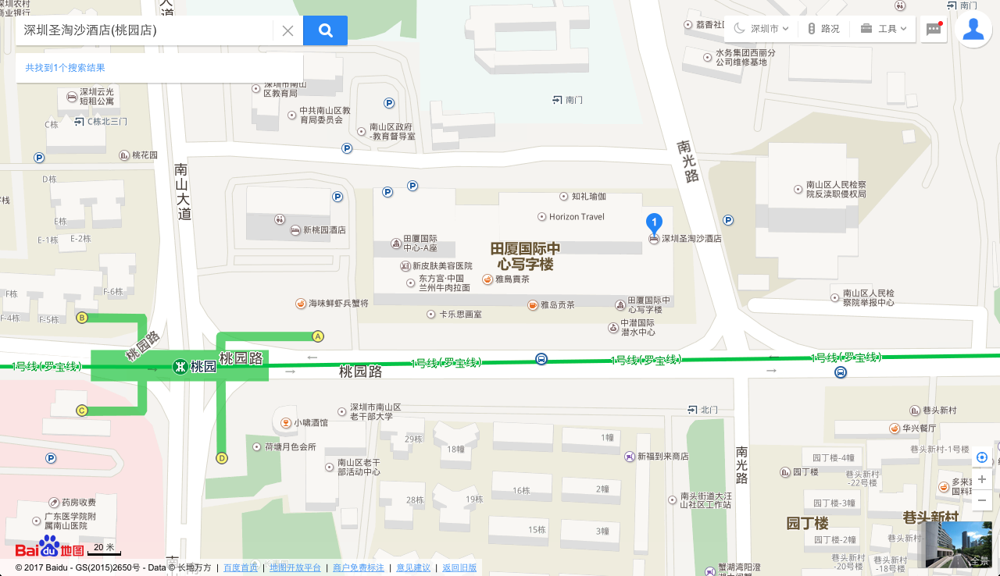 深圳农村
商业银行
大
道
南门
深圳圣淘沙酒店(桃园店)
荔香社区
深圳市
路况
工具
共找到1个搜索结果
水务集团西丽分
公司维修基地
深圳市南山
区教育局
深圳云光
短租公寓
中共南山区教
育局委员会
南门
C栋
C栋北三门
南山区政府
-教育督导室
桃花园
南光路
南山大道
D栋
南山区人民检察
院反渎职侵权局
知礼瑜伽
Horizon Travel
E栋
新桃园酒店
1
深圳圣淘沙酒店
E-1栋
E-2栋
田厦国际
中心-A座
田厦国际中
心写字楼
新皮肤美容医院
东方宫·中国
兰州牛肉拉面
雅島貢茶
F栋
F-6栋
海味鲜虾兵蟹将
雅岛贡茶
田厦国际中
心写字楼
南山区人民检
察院举报中心
F-4栋
F-5栋
B
卡乐思画室
中潜国际
潜水中心
A
桃园路
桃园路
1号线(罗宝线)
桃园
桃园路
1号线(罗宝线)
1号线(罗宝线)
1号线(罗宝线)
C
深圳市南山区
老干部大学
北门
巷头新村
小啸酒馆
华兴餐厅
29栋
18幢
1幢
荷塘月色会所
D
南山区老干
部活动中心
新福到来商店
南光路
园丁楼-4幢
巷头新村-1号楼
园丁楼
巷头新村
-22号楼
16栋
2幢
28栋
19栋
南头街道大汪
山社区工作站
园丁楼-3幢
药房收费
广东医学院附
属南山医院
园丁楼
巷头新村
15栋
3幢
园丁楼-2幢
巷头新村-
Bai du 地图
20 米
巷头新村
-20号楼
巷头新村
-18号楼
全景
蟹湖湾阳澄
© 2017 Baidu - GS(2015)2650号 - Data © 长地万方 | 百度首页 | 地图开放平台 | 商户免费标注 | 意见建议 | 返回旧版